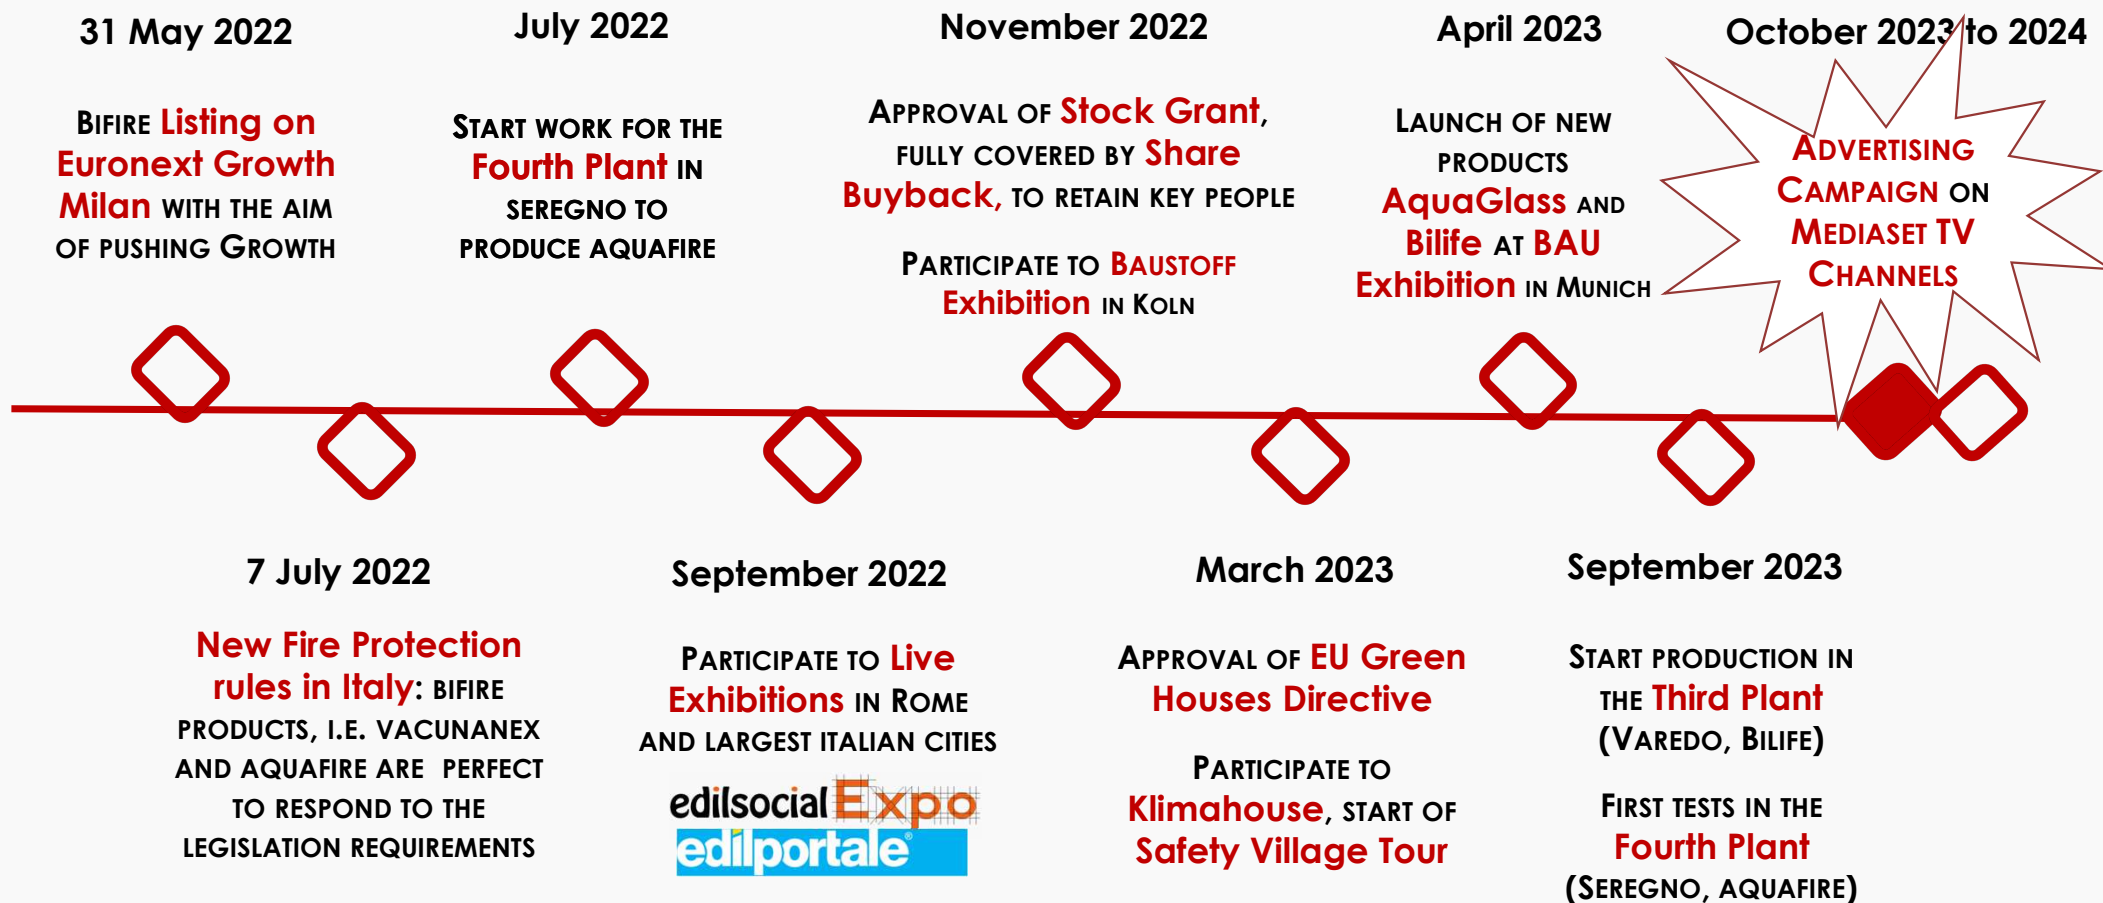 31 May 2022
BIFIRE Listing on
Euronext Growth
Milan WITH THE AIM
OF PUSHING GROWTH
July 2022
START WORK FOR THE
Fourth Plant IN
SEREGNO TO
PRODUCE AQUAFIRE
November 2022
APPROVAL OF Stock Grant,
FULLY COVERED BY Share
Buyback, TO RETAIN KEY PEOPLE
PARTICIPATE TO BAUSTOFF
Exhibition IN KOLN
April 2023
LAUNCH OF NEW
PRODUCTS
AquaGlass AND
Bilife AT BAU
Exhibition IN MUNICH
October 2023 to 2024
ADVERTISING
CAMPAIGN ON
MEDIASET TV
CHANNELS
7 July 2022
New Fire Protection
rules in Italy: BIFIRE
PRODUCTS, I.E. VACUNANEX
AND AQUAFIRE ARE PERFECT
TO RESPOND TO THE
LEGISLATION REQUIREMENTS
September 2022
PARTICIPATE TO Live
Exhibitions IN ROME
AND LARGEST ITALIAN CITIES
edilsocial Expo
edilportale®
March 2023
APPROVAL OF EU Green
Houses Directive
PARTICIPATE TO
Klimahouse, START OF
Safety Village Tour
September 2023
START PRODUCTION IN
THE Third Plant
(VAREDO, BILIFE)
FIRST TESTS IN THE
Fourth Plant
(SEREGNO, AQUAFIRE)